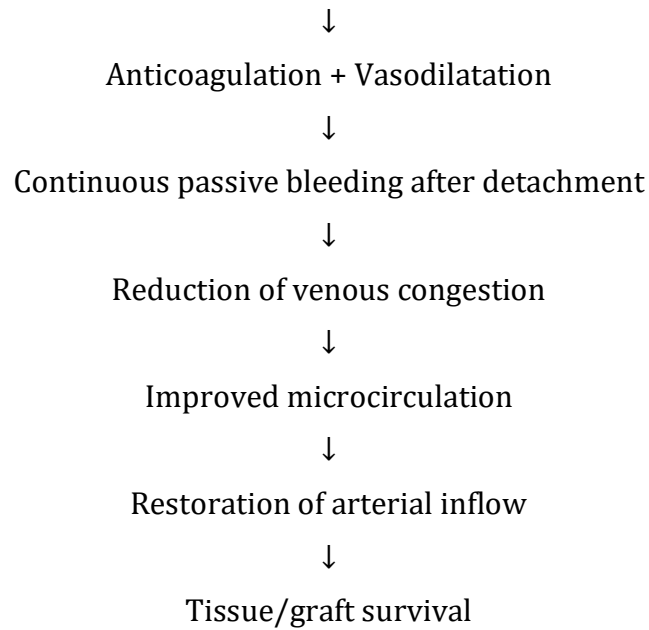 ↓
Anticoagulation + Vasodilatation
↓
Continuous passive bleeding after detachment
↓
Reduction of venous congestion
↓
Improved microcirculation
↓
Restoration of arterial inflow
↓
Tissue/graft survival